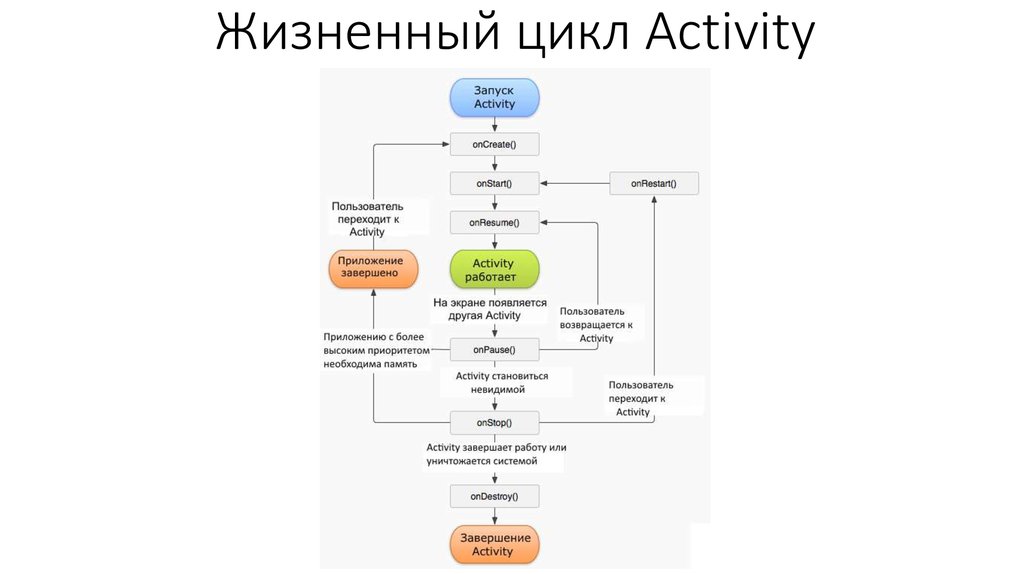 Жизненный цикл Activity
Запуск
Activity
onCreate()
onStart()
onRestart()
Пользователь
переходит к
Activity
onResume()
Приложение
завершено
Activity
работает
На экране появляется
другая Activity
Пользователь
возвращается к
Activity
Приложению с более
высоким приоритетом
необходима память
onPause()
Activity становиться
невидимой
Пользователь
переходит к
Activity
onStop()
Activity завершает работу или
уничтожается системой
onDestroy()
Завершение
Activity